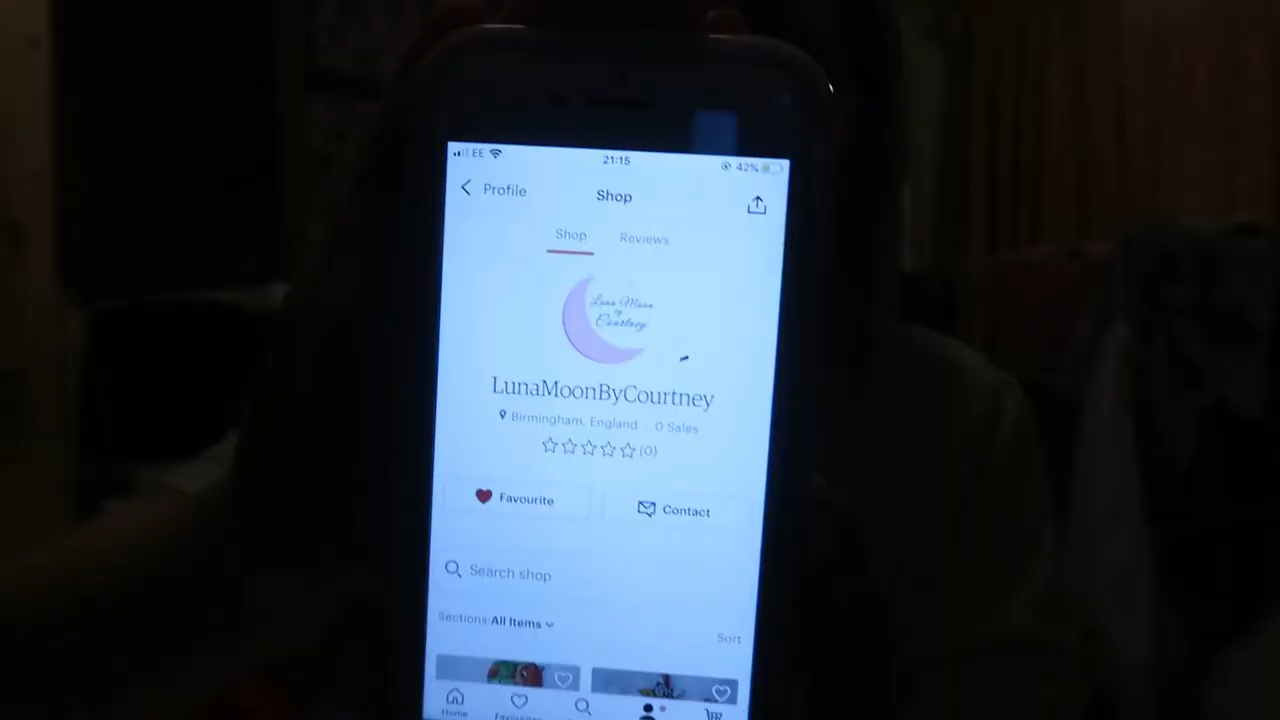 EE 21:15 42%
Profile Shop
Shop Reviews
Luna Moon
by
Courtney
LunaMoonByCourtney
Birmingham, England · 0 Sales
(0)
Favourite Contact
Search shop
Sections: All Items
Sort
Home